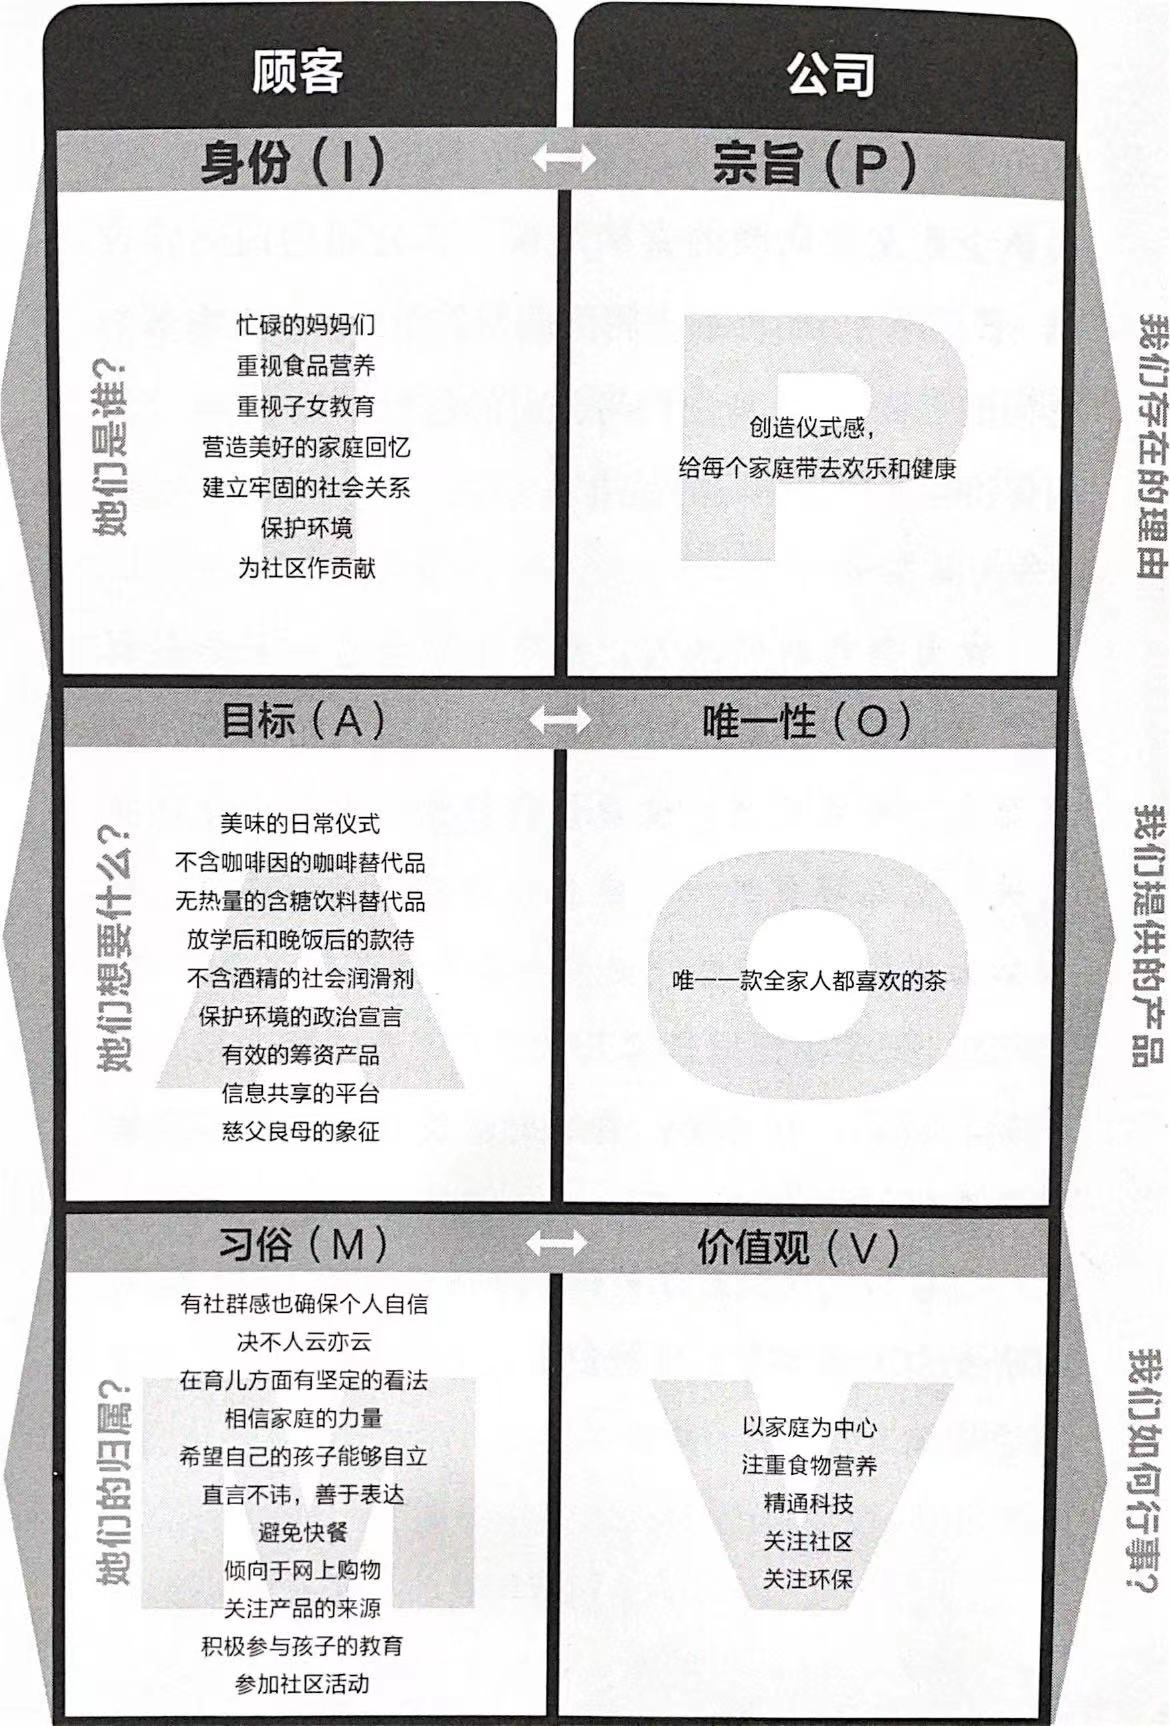 顾客
公司
身份（I）
宗旨（P）
她们是谁？
忙碌的妈妈们
重视食品营养
重视子女教育
营造美好的家庭回忆
建立牢固的社会关系
保护环境
为社区作贡献
创造仪式感，
给每个家庭带去欢乐和健康
我们存在的理由
目标（A）
唯一性（O）
她们想要什么？
美味的日常仪式
不含咖啡因的咖啡替代品
无热量的含糖饮料替代品
放学后和晚饭后的款待
不含酒精的社会润滑剂
保护环境的政治宣言
有效的筹资产品
信息共享的平台
慈父良母的象征
唯一一款全家人都喜欢的茶
我们提供的产品
习俗（M）
价值观（V）
她们的归属？
有社群感也确保个人自信
决不人云亦云
在育儿方面有坚定的看法
相信家庭的力量
希望自己的孩子能够自立
直言不讳，善于表达
避免快餐
倾向于网上购物
关注产品的来源
积极参与孩子的教育
参加社区活动
以家庭为中心
注重食物营养
精通科技
关注社区
关注环保
我们如何行事？
I
P
A
O
M
V